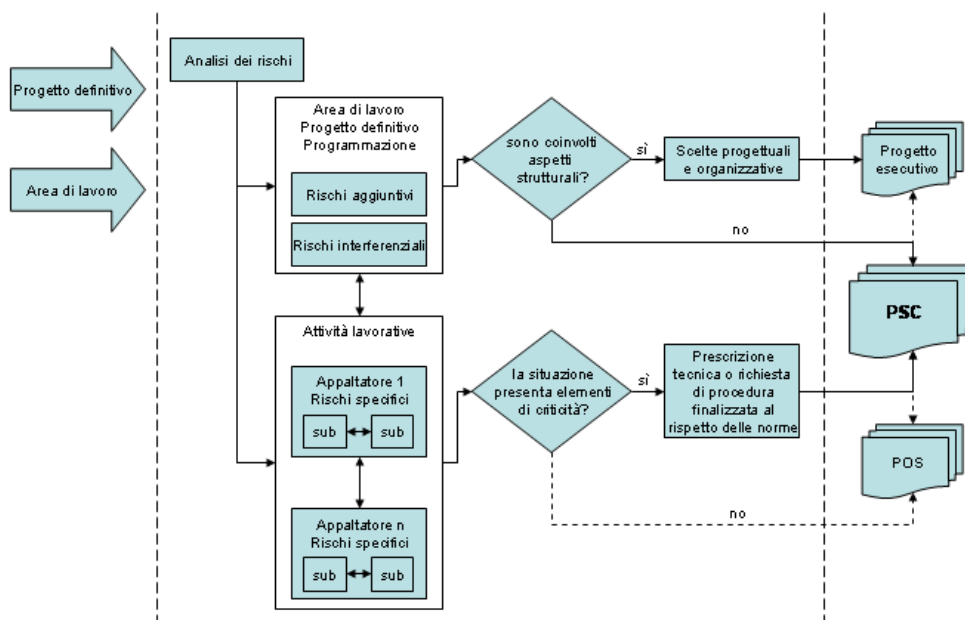 Progetto definitivo
Area di lavoro
Analisi dei rischi
Area di lavoro
Progetto definitivo
Programmazione
Rischi aggiuntivi
Rischi interferenziali
sono coinvolti
aspetti
strutturali?
sì
Scelte progettuali
e organizzative
Progetto
esecutivo
no
PSC
Attività lavorative
Appaltatore 1
Rischi specifici
sub
sub
Appaltatore n
Rischi specifici
sub
sub
la situazione
presenta elementi
di criticità?
sì
Prescrizione
tecnica o richiesta
di procedura
finalizzata al
rispetto delle norme
no
POS